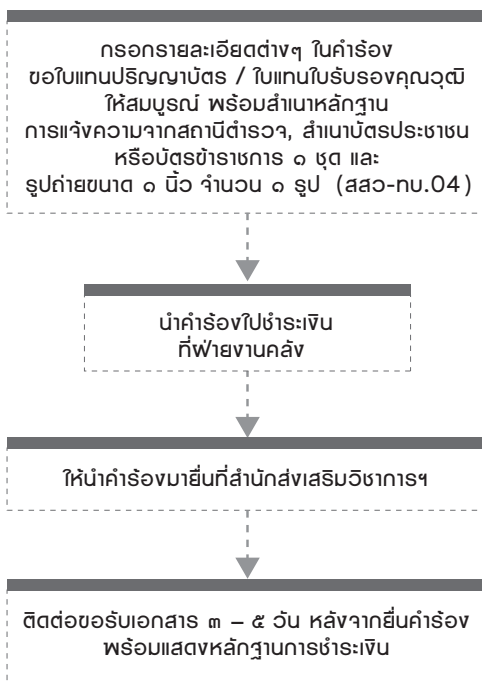 กรอกรายละเอียดต่างๆ ในคำร้อง
ขอใบแทนปริญญาบัตร / ใบแทนใบรับรองคุณวุฒิ
ให้สมบูรณ์ พร้อมสำเนาหลักฐาน
การแจ้งความจากสถานีตำรวจ, สำเนาบัตรประชาชน
หรือบัตรข้าราชการ ๑ ชุด และ
รูปถ่ายขนาด ๑ นิ้ว จำนวน ๑ รูป (สสว-ทบ.04)
นำคำร้องไปชำระเงิน
ที่ฝ่ายงานคลัง
ให้นำคำร้องมายื่นที่สำนักส่งเสริมวิชาการฯ
ติดต่อขอรับเอกสาร ๓ – ๕ วัน หลังจากยื่นคำร้อง
พร้อมแสดงหลักฐานการชำระเงิน